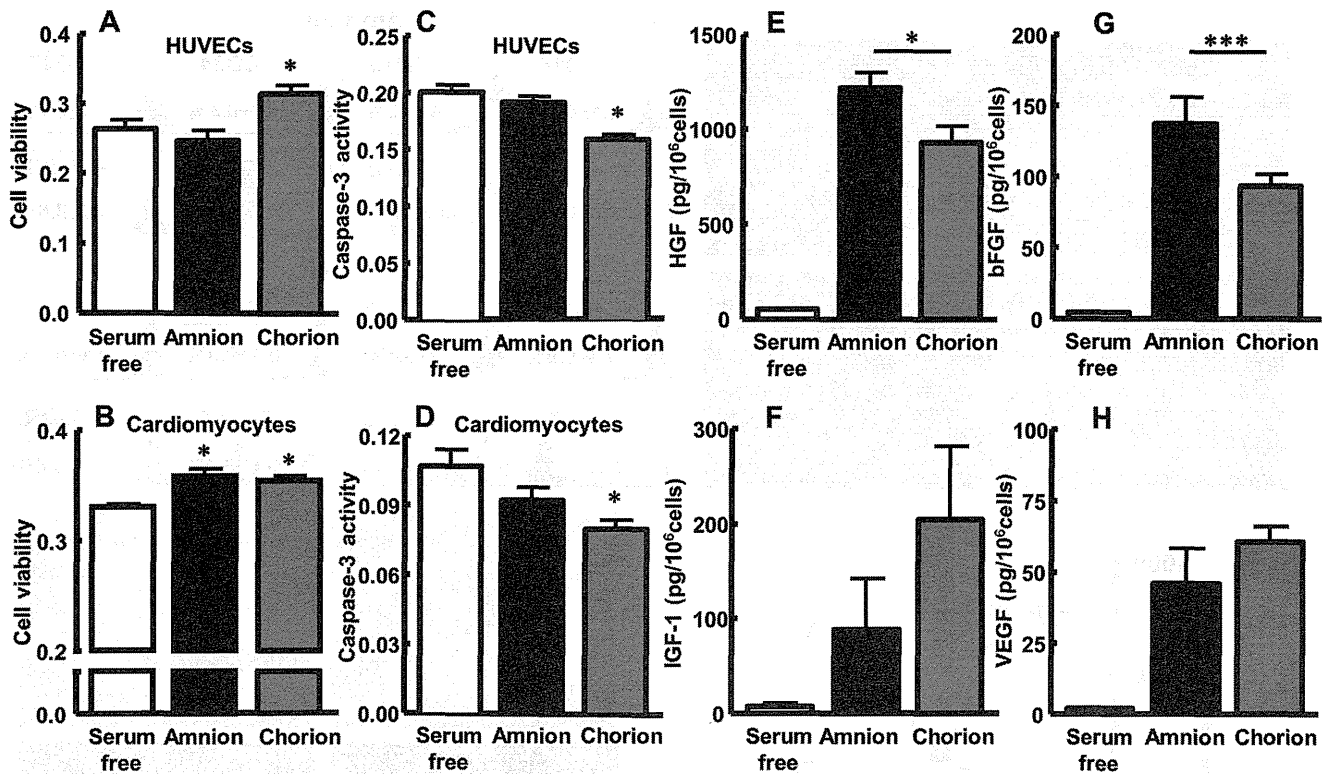 A
HUVECs
Cell viability
0.4
0.3
0.2
0.1
0.0
*
Serum free
Amnion
Chorion
C
HUVECs
Caspase-3 activity
0.25
0.20
0.15
0.10
0.05
0.00
*
Serum free
Amnion
Chorion
E
HGF (pg/10⁶cells)
1500
1000
500
0
*
Serum free
Amnion
Chorion
G
bFGF (pg/10⁶cells)
200
150
100
50
0
***
Serum free
Amnion
Chorion
B
Cardiomyocytes
Cell viability
0.4
0.3
0.2
0.0
*
*
Serum free
Amnion
Chorion
D
Cardiomyocytes
Caspase-3 activity
0.12
0.09
0.06
0.03
0.00
*
Serum free
Amnion
Chorion
F
IGF-1 (pg/10⁶cells)
300
200
100
0
Serum free
Amnion
Chorion
H
VEGF (pg/10⁶cells)
100
75
50
25
0
Serum free
Amnion
Chorion